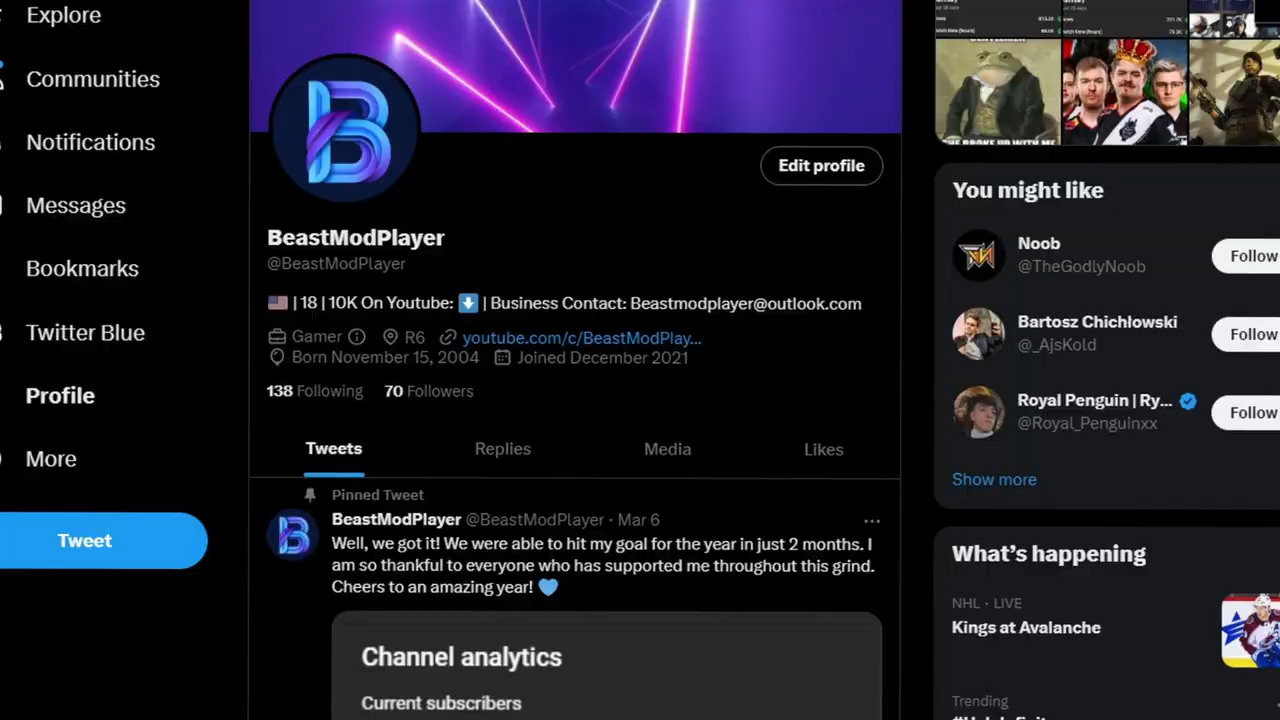 Explore
Communities
Notifications
Messages
Bookmarks
Twitter Blue
Profile
More
Tweet
Edit profile
BeastModPlayer
@BeastModPlayer
🇺🇸 | 18 | 10K On Youtube: ⬇️ | Business Contact: Beastmodplayer@outlook.com
Gamer R6 youtube.com/c/BeastModPlay...
Born November 15, 2004 Joined December 2021
138 Following 70 Followers
Tweets Replies Media Likes
Pinned Tweet
BeastModPlayer @BeastModPlayer · Mar 6
Well, we got it! We were able to hit my goal for the year in just 2 months. I
am so thankful to everyone who has supported me throughout this grind.
Cheers to an amazing year! 💙
Channel analytics
Current subscribers
You might like
Noob
@TheGodlyNoob
Follow
Bartosz Chichłowski
@_AjsKold
Follow
Royal Penguin | Ry...
@Royal_Penguinxx
Follow
Show more
What's happening
NHL · LIVE
Kings at Avalanche
Trending